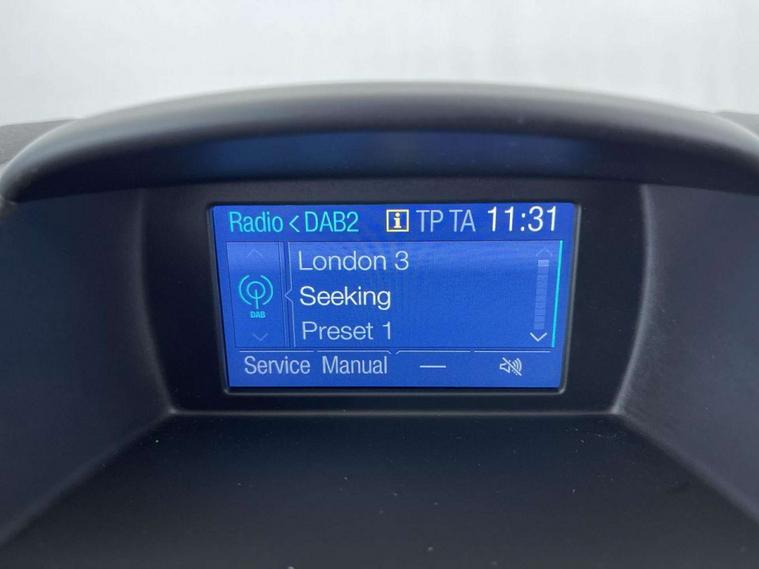 Radio < DAB2 i TP TA 11:31
London 3
Seeking
DAB
Preset 1
Service Manual —